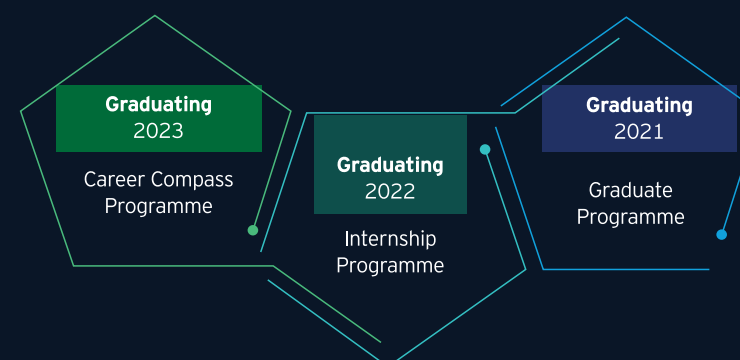 Graduating
2023
Career Compass
Programme
Graduating
2022
Internship
Programme
Graduating
2021
Graduate
Programme